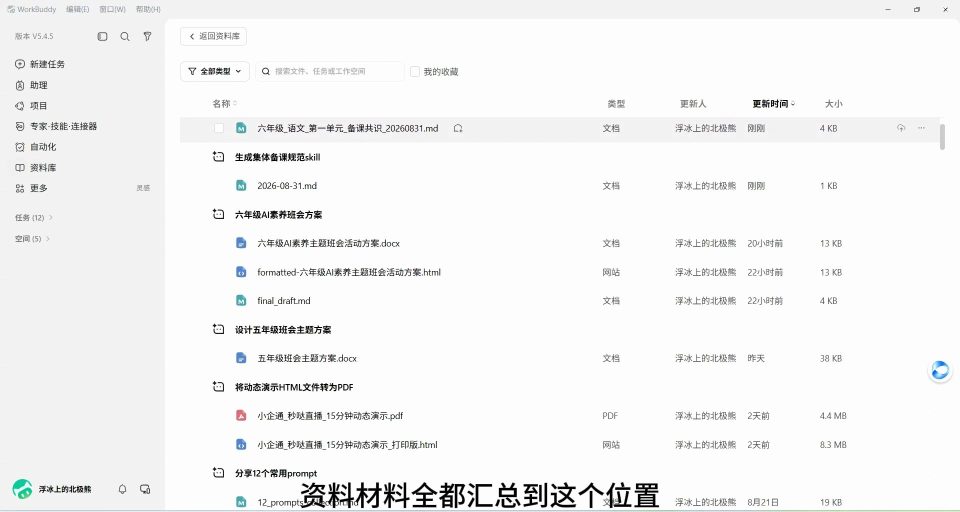 WorkBuddy 编辑(E) 窗口(W) 帮助(H)
版本 V5.4.5
新建任务
助理
项目
专家·技能·连接器
自动化
资料库
更多 灵感
任务 (12)
空间 (5)
浮冰上的北极熊
返回资料库
全部类型 搜索文件、任务或工作空间 我的收藏
名称 类型 更新人 更新时间 大小
六年级_语文_第一单元_备课共识_20260831.md 文档 浮冰上的北极熊 刚刚 4 KB
生成集体备课规范skill
2026-08-31.md 文档 浮冰上的北极熊 刚刚 1 KB
六年级AI素养班会方案
六年级AI素养主题班会活动方案.docx 文档 浮冰上的北极熊 20小时前 13 KB
formatted-六年级AI素养主题班会活动方案.html 网站 浮冰上的北极熊 22小时前 13 KB
final_draft.md 文档 浮冰上的北极熊 22小时前 4 KB
设计五年级班会主题方案
五年级班会主题方案.docx 文档 浮冰上的北极熊 昨天 38 KB
将动态演示HTML文件转为PDF
小企通_秒哒直播_15分钟动态演示.pdf PDF 浮冰上的北极熊 2天前 4.4 MB
小企通_秒哒直播_15分钟动态演示_打印版.html 网站 浮冰上的北极熊 2天前 8.3 MB
分享12个常用prompt
浮冰上的北极熊 8月21日 19 KB
资料材料全都汇总到这个位置